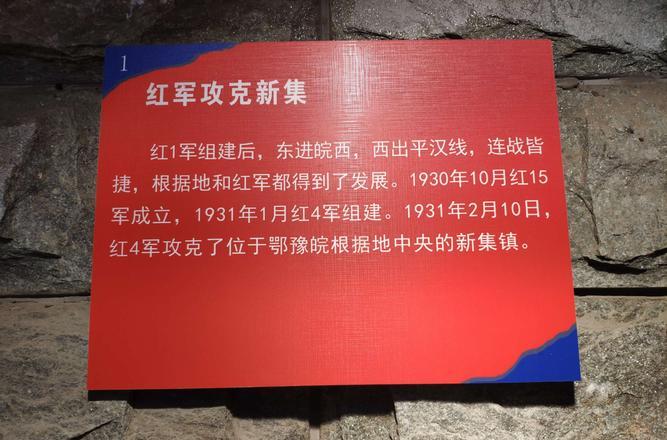 1
红军攻克新集
红1军组建后，东进皖西，西出平汉线，连战皆
捷，根据地和红军都得到了发展。1930年10月红15
军成立，1931年1月红4军组建。1931年2月10日，
红4军攻克了位于鄂豫皖根据地中央的新集镇。